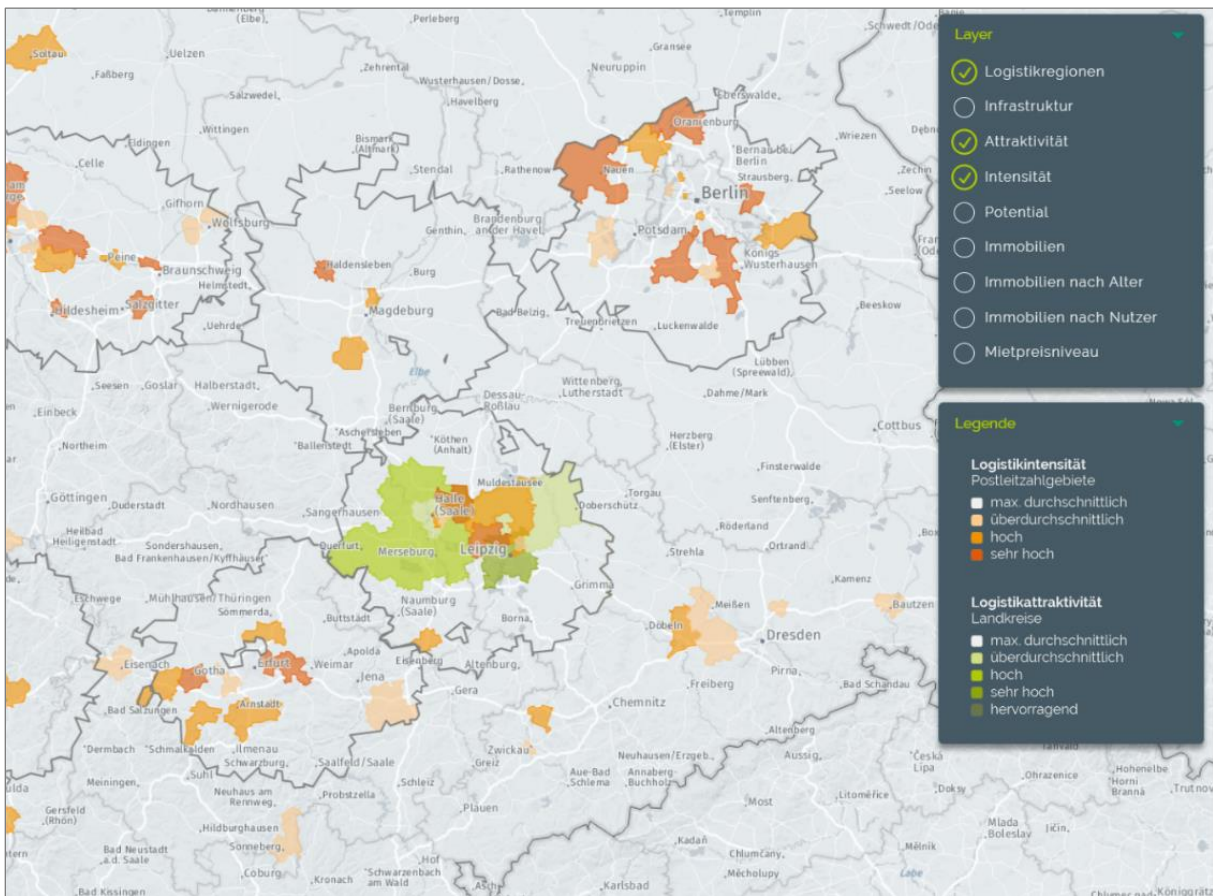 (Elbe)
Perleberg
Templin
Schwedt/Ode
Soltau
Uelzen
Gransee
Faßberg
Zehrental
Wusterhausen/Dosse
Neuruppin
Salzwedel
Havelberg
Eberswalde
Oranienburg
Wittingen
Eldingen
Bismark
(Altmark)
Bernau bei
Berlin
Wriezen
Celle
Stendal
Rathenow
Nauen
Strausberg
Zechin
Seelow
Gifhorn
Berlin
Wolfsburg
Brandenburg
an der Havel
Potsdam
Genthin
Königs
Wusterhausen
Peine
Haldensleben
Burg
Braunschweig
Helmstedt
Hildesheim
Salzgitter
Magdeburg
Bad Belzig
Beeskow
Uehrde
Treuenbrietzen
Luckenwalde
Lübben
(Spreewald)
Elbe
Seesen
Goslar
Halberstadt
Wittenberg
Lutherstadt
Dessau-
Roßlau
Dahme/Mark
Einbeck
Wernigerode
Bernburg
(Saale)
Aschersleben
Cottbus
Northeim
Ballenstedt
Köthen
(Anhalt)
Herzberg
(Elster)
Finsterwalde
Muldestausee
Göttingen
Duderstadt
Nordhausen
Sangerhausen
Halle
(Saale)
Torgau
Doberschütz
Senftenberg
Heilbad
Heiligenstadt
Sondershausen
Bad Frankenhausen/Kyffhäuser
Querfurt
Merseburg
Leipzig
Röderland
Strehla
Ortrand
Eschwege
Mühlhausen/Thüringen
Sömmerda
Naumburg
(Saale)
Grimma
Kamenz
Buttstädt
Borna
Meißen
Bautzen
Döbeln
Dresden
Eisenach
Gotha
Erfurt
Weimar
Apolda
Eisenberg
Altenburg
Jena
Pirna
Gera
Freiberg
Bad Schandau
Bad Salzungen
Arnstadt
Chemnitz
Altenberg
Dermbach
Schmalkalden
Ilmenau
Zwickau
Neuhausen/Erzgeb.
Aussig
Česká
Lípa
Schwarzburg
Saalfeld/Saale
Greiz
Meiningen
Suhl
Schleiz
Aue-Bad
Schlema
Annaberg
Buchholz
Ohrazenice
Hohenelbe
Horní
Branná
Trutnov
Gersfeld
(Rhön)
Neuhaus am
Rennweg
Probstzella
Plauen
Most
Litoměřice
Doksy
Hildburghausen
Sonneberg
Mladá
Boleslav
Jičín
Kadaň
Bad Neustadt
a.d. Saale
Hof
Chlumčany
Mělník
Coburg
Kronach
Schwarzenbach
am Wald
Asch
Měcholupy
Karlsbad
Labe
Bad Kissingen
Layer
Logistikregionen
Infrastruktur
Attraktivität
Intensität
Potential
Immobilien
Immobilien nach Alter
Immobilien nach Nutzer
Mietpreisniveau
Legende
Logistikintensität
Postleitzahlgebiete
max. durchschnittlich
überdurchschnittlich
hoch
sehr hoch
Logistikattraktivität
Landkreise
max. durchschnittlich
überdurchschnittlich
hoch
sehr hoch
hervorragend